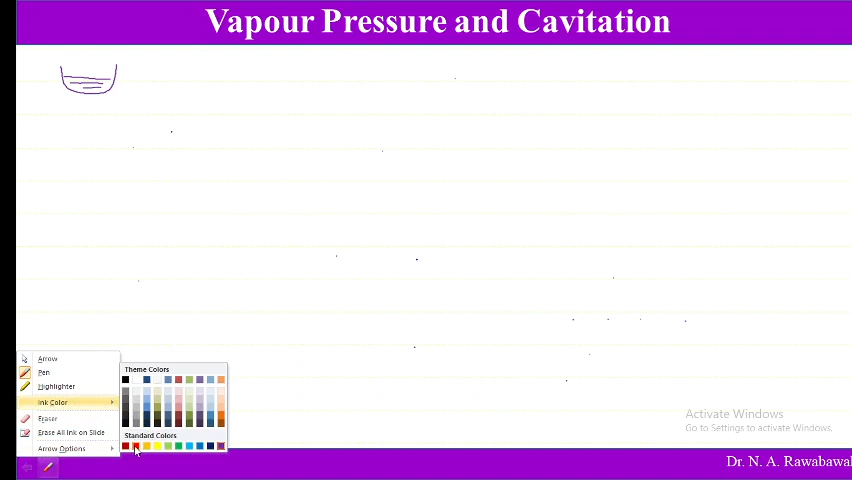 Vapour Pressure and Cavitation
Arrow
Pen
Highlighter
Ink Color
Eraser
Erase All Ink on Slide
Arrow Options
Theme Colors
Standard Colors
Activate Windows
Go to Settings to activate Windows.
Dr. N. A. Rawabawal